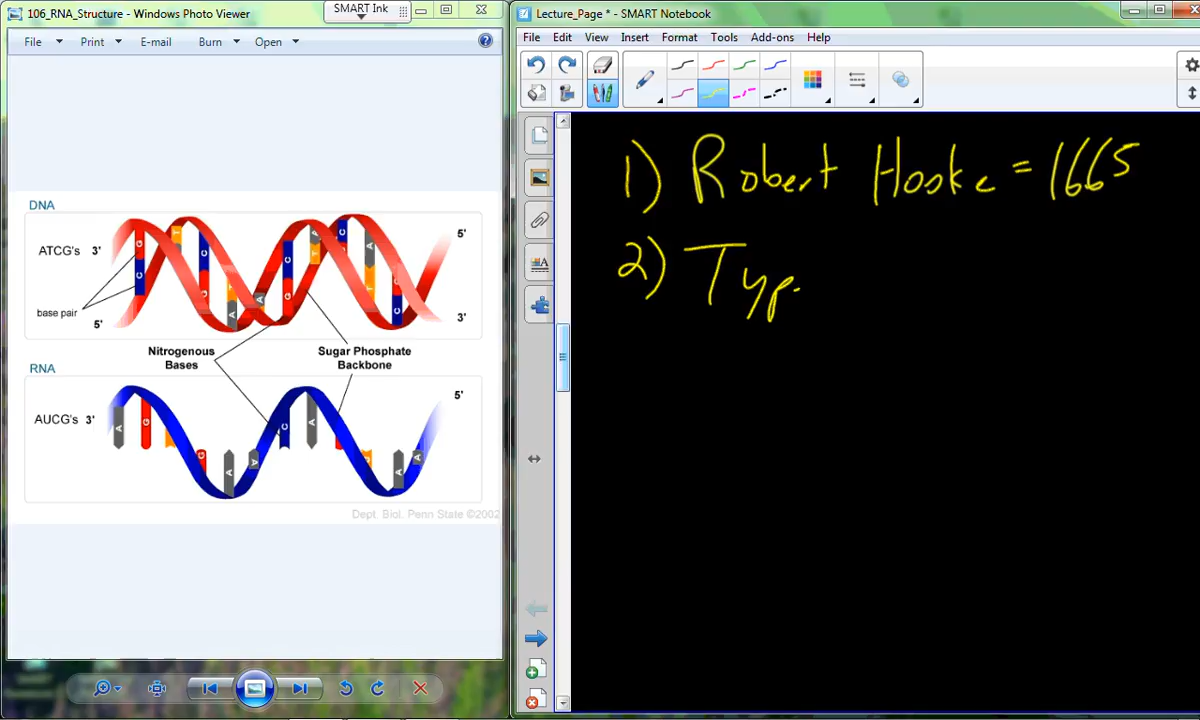 106_RNA_Structure - Windows Photo Viewer
SMART Ink
File Print E-mail Burn Open
DNA
ATCG's 3' 5'
G T C G T A G C T A C G A T C
base pair
5' 3'
Nitrogenous Bases
Sugar Phosphate Backbone
RNA
AUCG's 3' 5'
A G G A A C A A A
Dept. Biol. Penn State ©2002
Lecture_Page * - SMART Notebook
File Edit View Insert Format Tools Add-ons Help
1) Robert Hooke = 1665
2) Typ